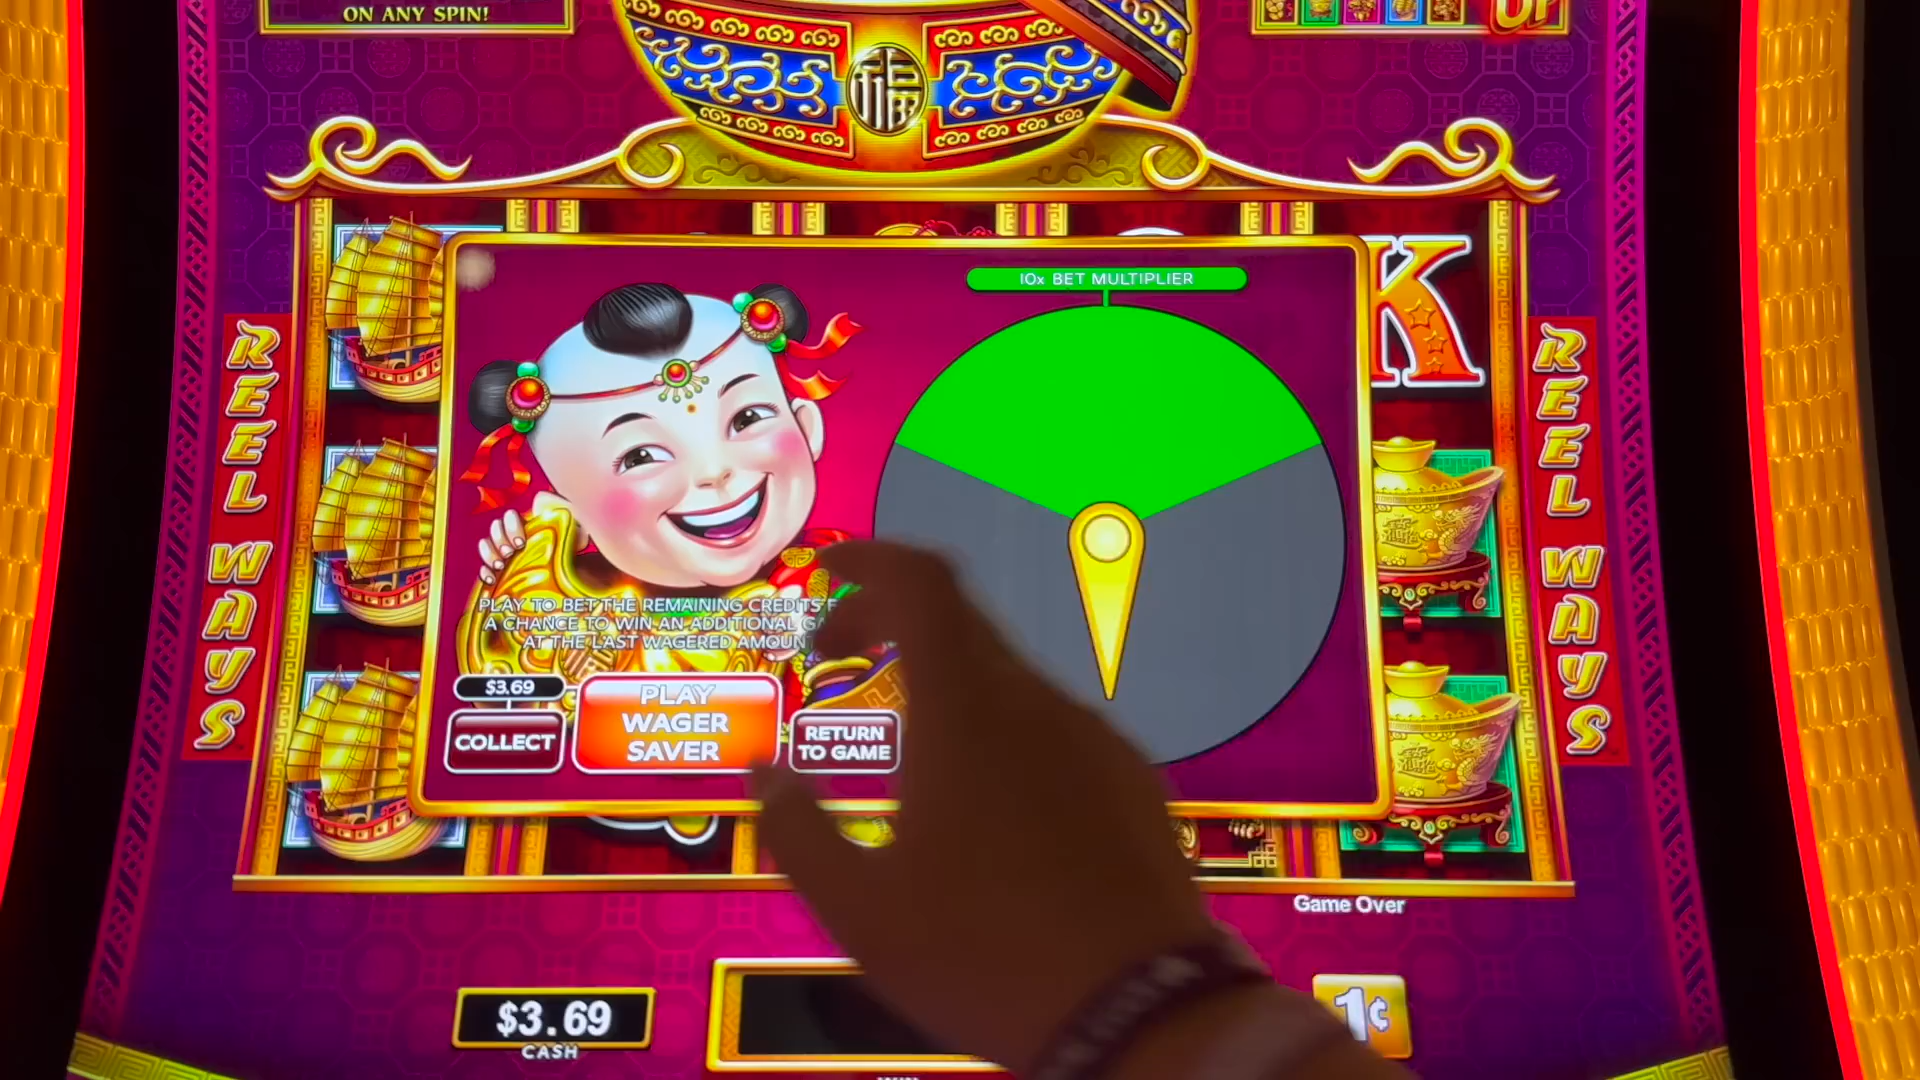 ON ANY SPIN!
UP
福
10x BET MULTIPLIER
K
REEL WAYS
REEL WAYS
PLAY TO BET THE REMAINING CREDITS
A CHANCE TO WIN AN ADDITIONAL
AT THE LAST WAGERED
$3.69
COLLECT
PLAY
WAGER
SAVER
RETURN
TO GAME
Game Over
$3.69
CASH
1¢